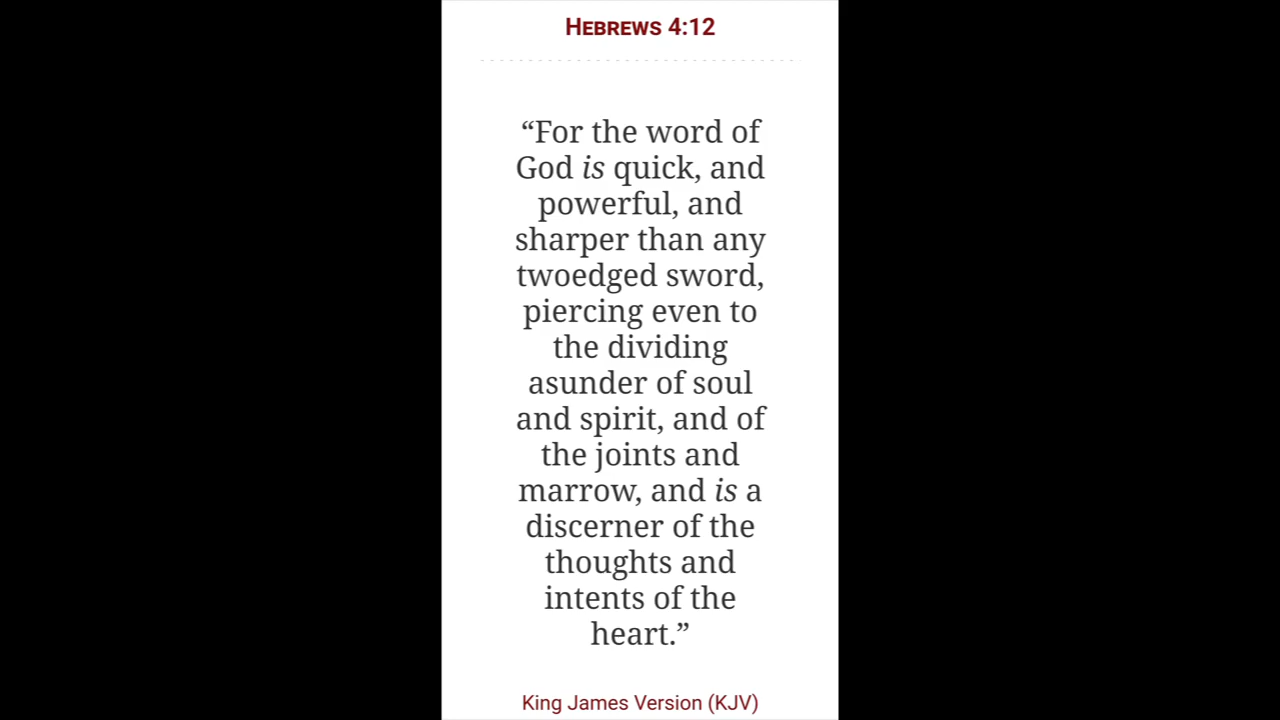 HEBREWS 4:12
“For the word of
God is quick, and
powerful, and
sharper than any
twoedged sword,
piercing even to
the dividing
asunder of soul
and spirit, and of
the joints and
marrow, and is a
discerner of the
thoughts and
intents of the
heart.”
King James Version (KJV)